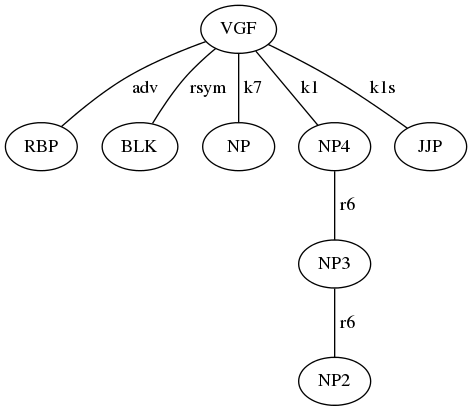 VGF
adv rsym k7 k1 k1s
RBP BLK NP NP4 JJP
r6
NP3
r6
NP2